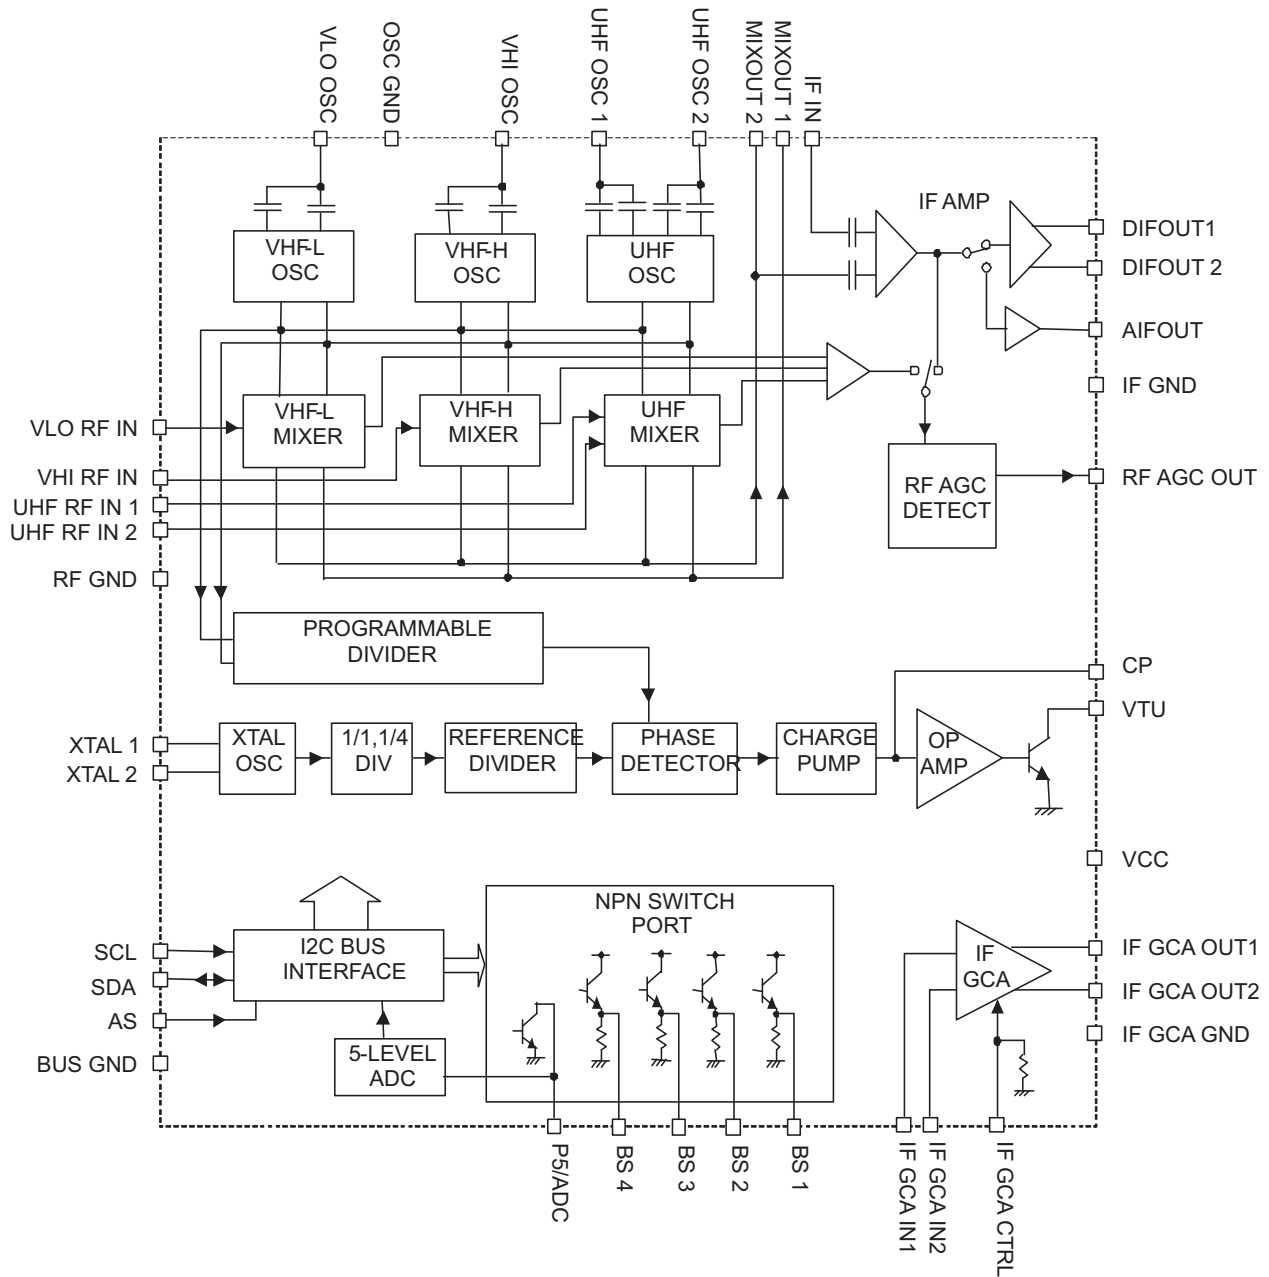 VLO OSC
OSC GND
VHI OSC
UHF OSC 1
UHF OSC 2
MIXOUT 2
MIXOUT 1
IF IN
IF AMP
VHF-L
OSC
VHF-H
OSC
UHF
OSC
DIFOUT1
DIFOUT 2
AIFOUT
IF GND
VLO RF IN
VHF-L
MIXER
VHF-H
MIXER
UHF
MIXER
VHI RF IN
UHF RF IN 1
UHF RF IN 2
RF AGC
DETECT
RF AGC OUT
RF GND
PROGRAMMABLE
DIVIDER
CP
VTU
XTAL 1
XTAL 2
XTAL
OSC
1/1,1/4
DIV
REFERENCE
DIVIDER
PHASE
DETECTOR
CHARGE
PUMP
OP
AMP
VCC
NPN SWITCH
PORT
SCL
SDA
AS
BUS GND
I2C BUS
INTERFACE
5-LEVEL
ADC
IF
GCA
IF GCA OUT1
IF GCA OUT2
IF GCA GND
P5/ADC
BS 4
BS 3
BS 2
BS 1
IF GCA IN1
IF GCA IN2
IF GCA CTRL